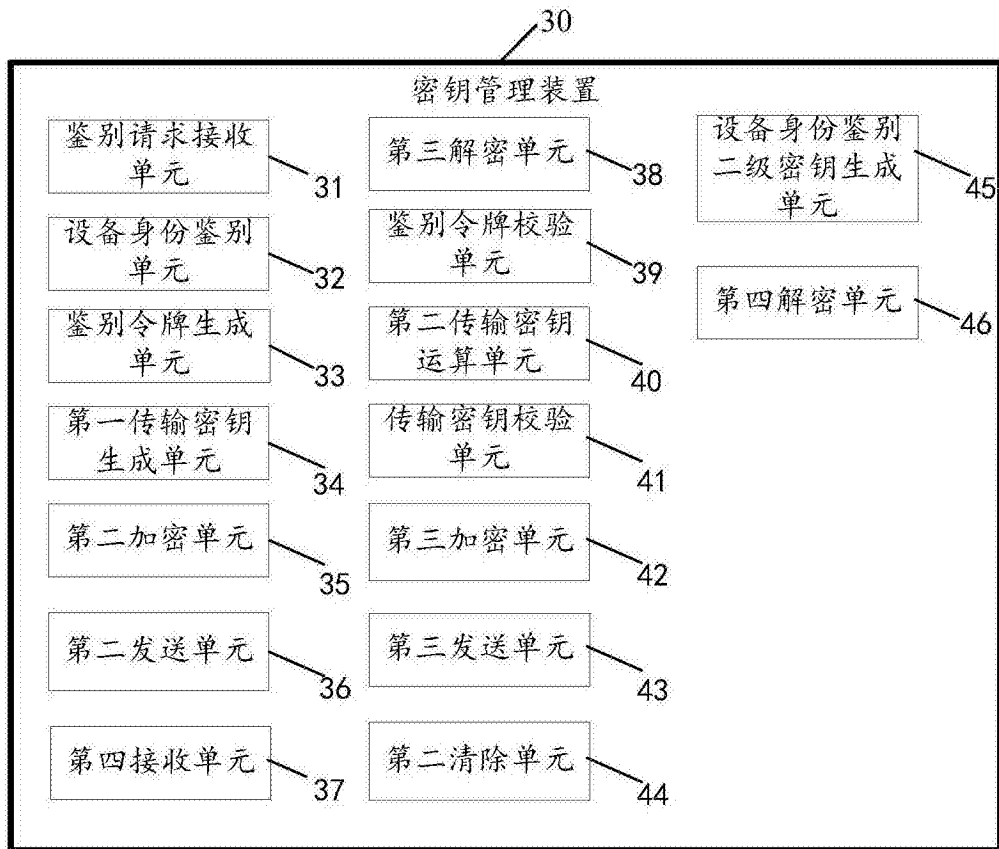 30
密钥管理装置
鉴别请求接收
单元
31
设备身份鉴别
单元
32
鉴别令牌生成
单元
33
第一传输密钥
生成单元
34
第二加密单元
35
第二发送单元
36
第四接收单元
37
第三解密单元
38
鉴别令牌校验
单元
39
第二传输密钥
运算单元
40
传输密钥校验
单元
41
第三加密单元
42
第三发送单元
43
第二清除单元
44
设备身份鉴别
二级密钥生成
单元
45
第四解密单元
46